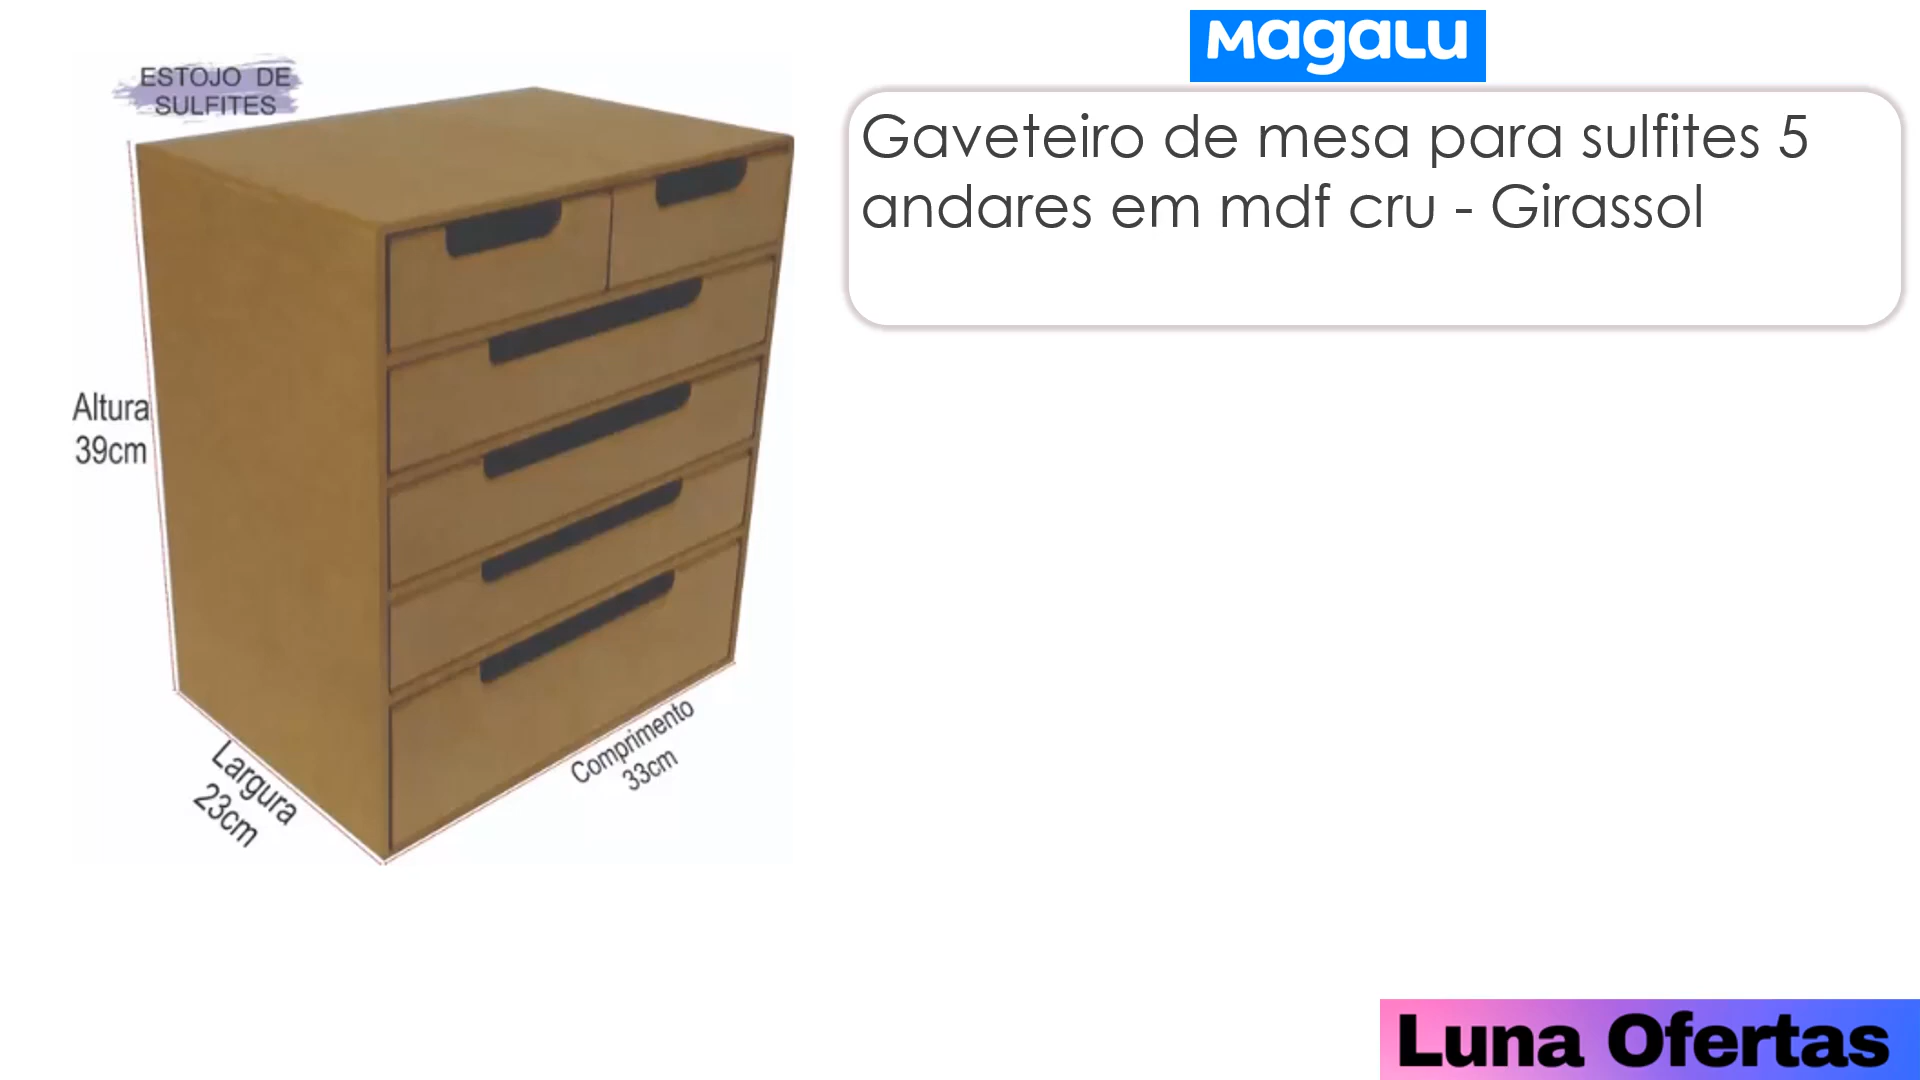 MagaLu
ESTOJO DE
SULFITES
Gaveteiro de mesa para sulfites 5
andares em mdf cru - Girassol
Altura
39cm
Largura
23cm
Comprimento
33cm
Luna Ofertas